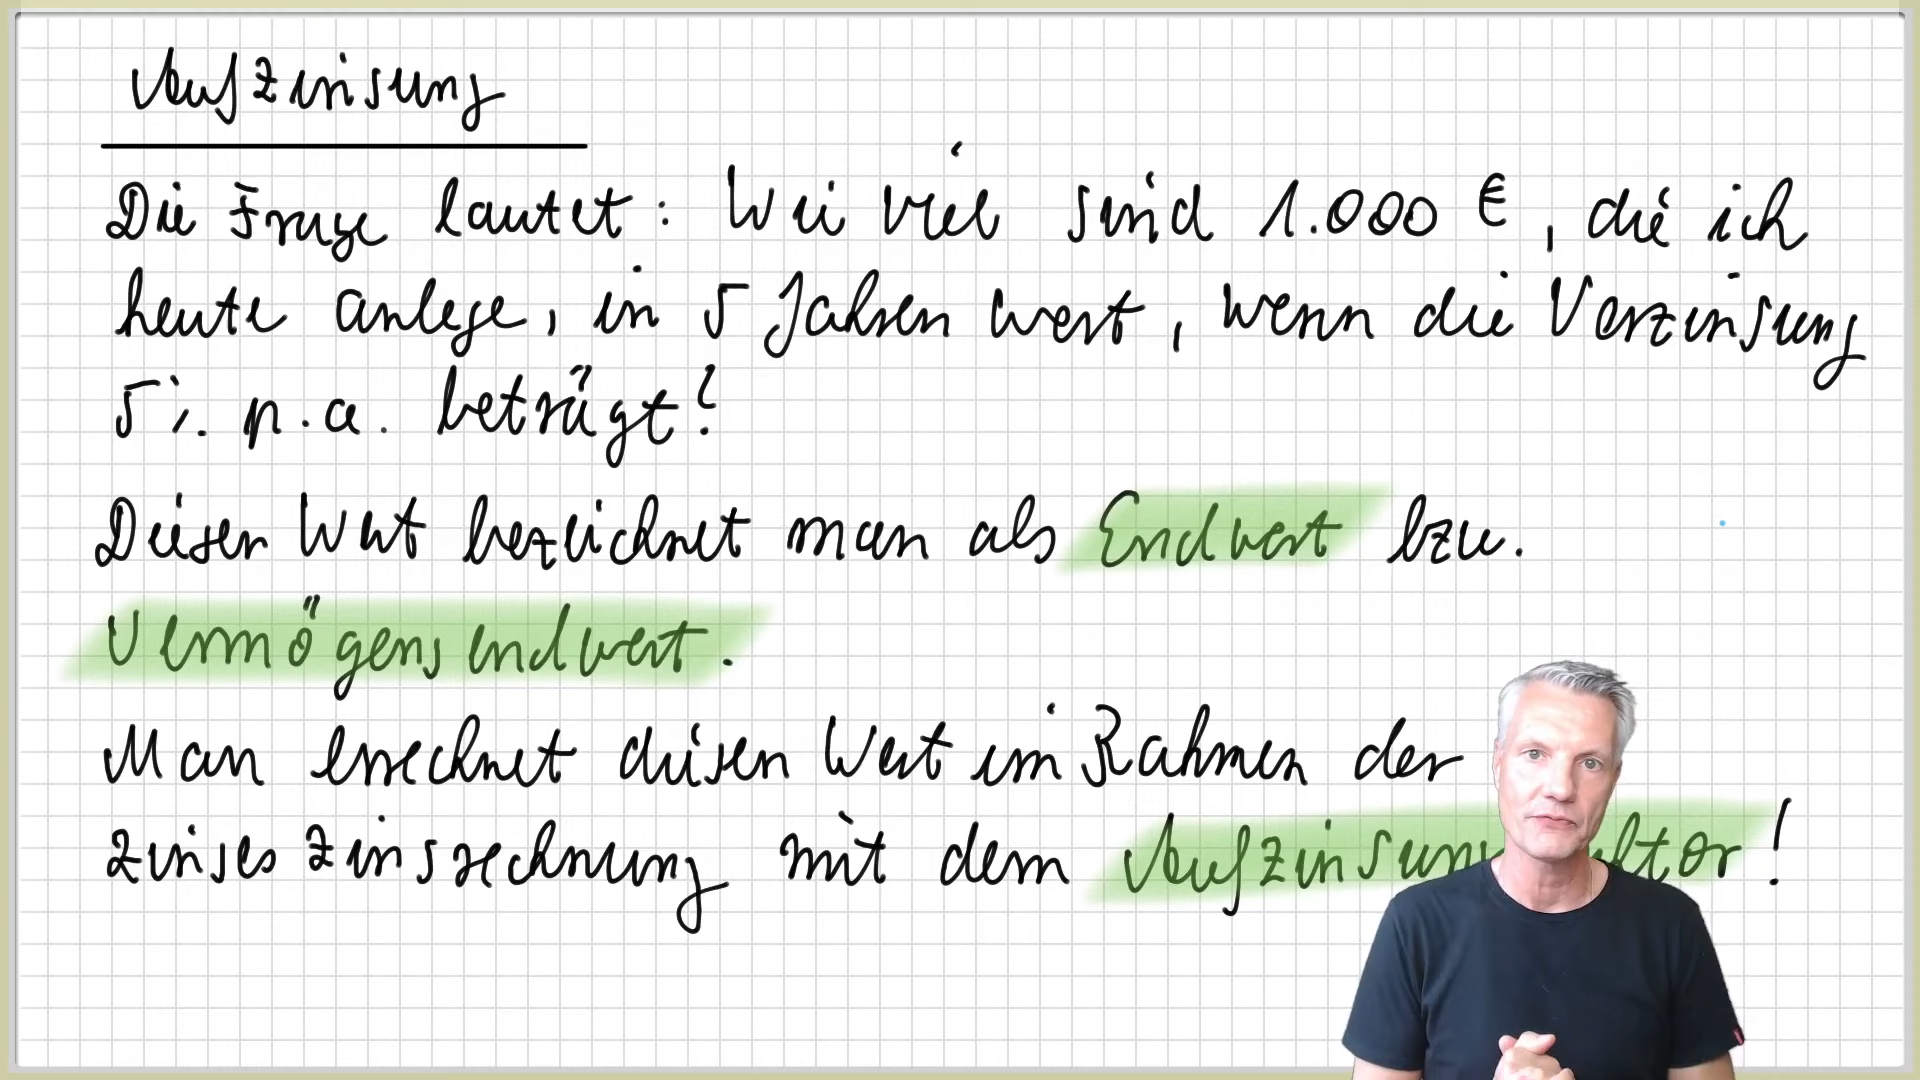 Aufzinsung
Die Frage lautet: Wie viel sind 1.000 €, die ich
heute anlege, in 5 Jahren wert, wenn die Verzinsung
5 % p.a. beträgt?
Diesen Wert bezeichnet man als Endwert bzw.
Vermögensendwert.
Man errechnet diesen Wert im Rahmen der
Zinseszinsrechnung mit dem !